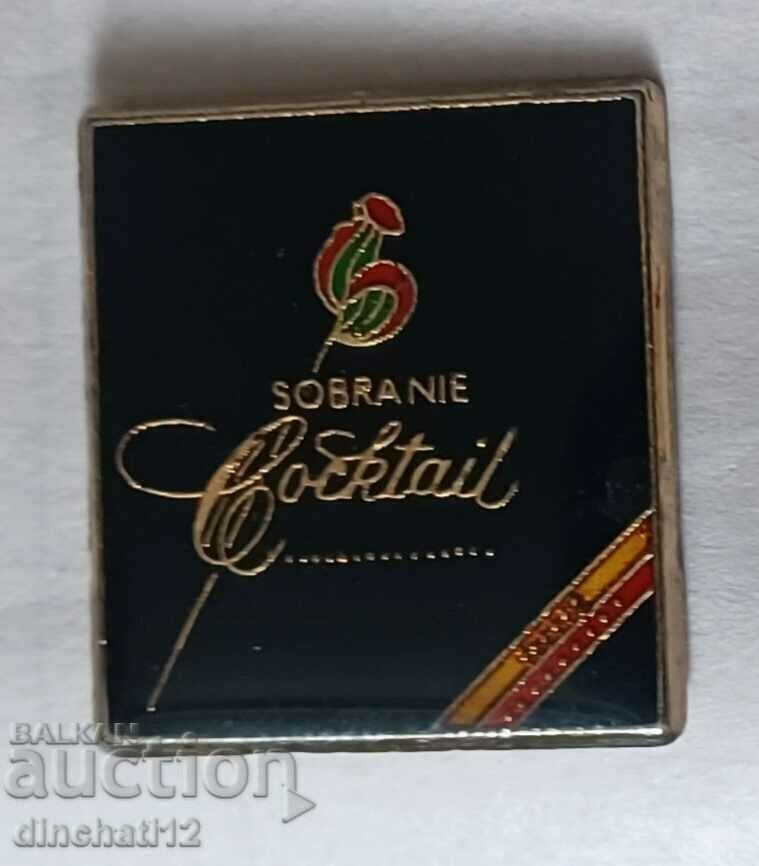 SOBRANIE
Cocktail
BALKAN
auction
dinchati12